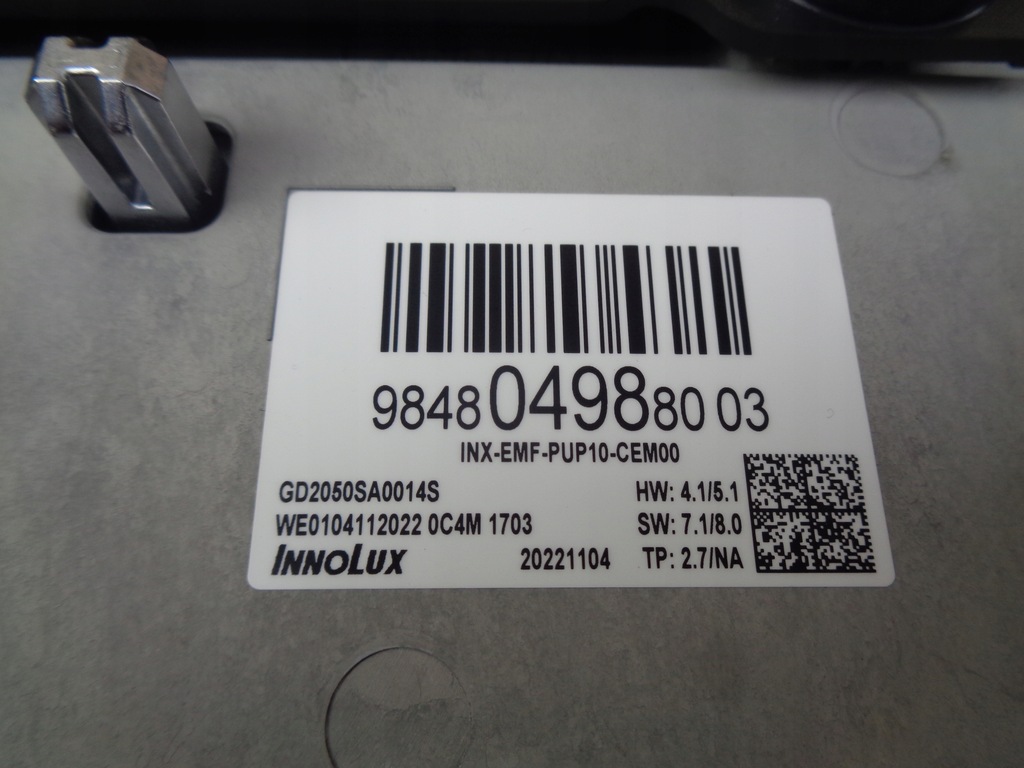 9848049880 03
INX-EMF-PUP10-CEM00
GD2050SA0014S HW: 4.1/5.1
WE0104112022 0C4M 1703 SW: 7.1/8.0
INNOLUX 20221104 TP: 2.7/NA